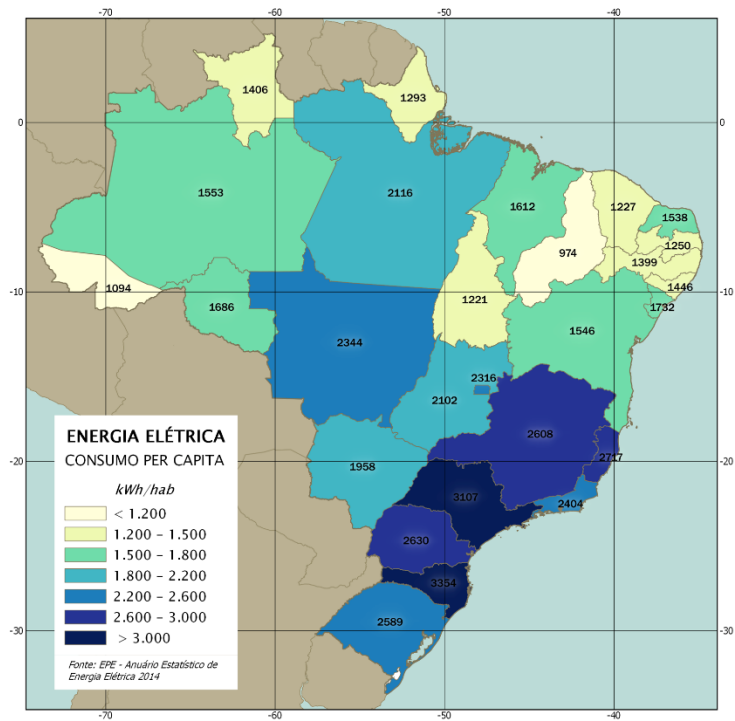 -70 -60 -50 -40
1406
1293
0 0
1553
2116
1612
1227
1538
974
1250
1399
1094
1446
-10 -10
1686
1221
1732
1546
2344
2316
2102
ENERGIA ELÉTRICA
CONSUMO PER CAPITA
kWh/hab
< 1.200
1.200 - 1.500
1.500 - 1.800
1.800 - 2.200
2.200 - 2.600
2.600 - 3.000
> 3.000
Fonte: EPE - Anuário Estatístico de
Energia Elétrica 2014
2608
2717
-20 -20
1958
3107
2404
2630
3354
2589
-30 -30
-70 -60 -50 -40